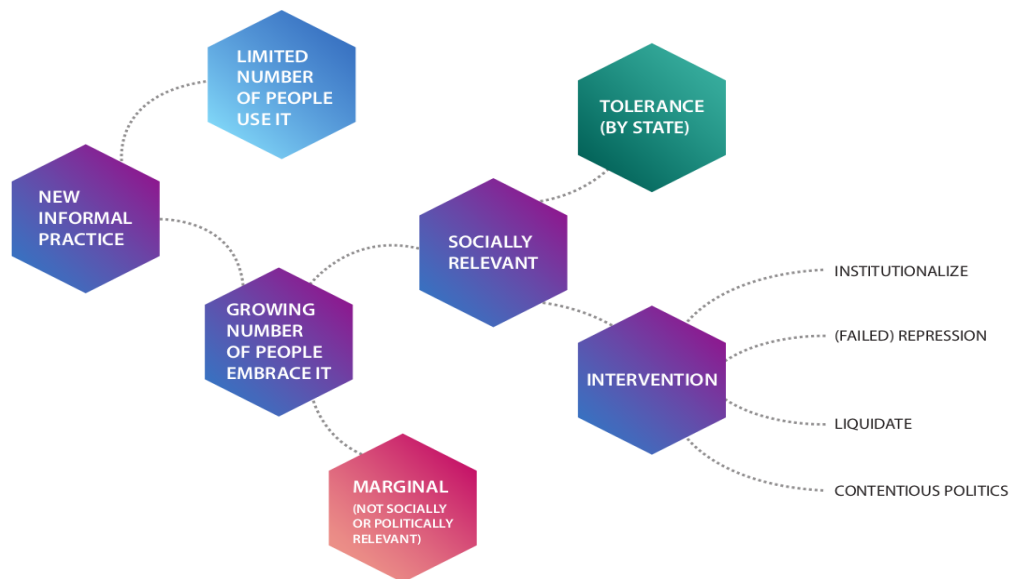 LIMITED
NUMBER
OF PEOPLE
USE IT
TOLERANCE
(BY STATE)
NEW
INFORMAL
PRACTICE
SOCIALLY
RELEVANT
GROWING
NUMBER
OF PEOPLE
EMBRACE IT
INTERVENTION
INSTITUTIONALIZE
(FAILED) REPRESSION
LIQUIDATE
CONTENTIOUS POLITICS
MARGINAL
(NOT SOCIALLY
OR POLITICALLY
RELEVANT)